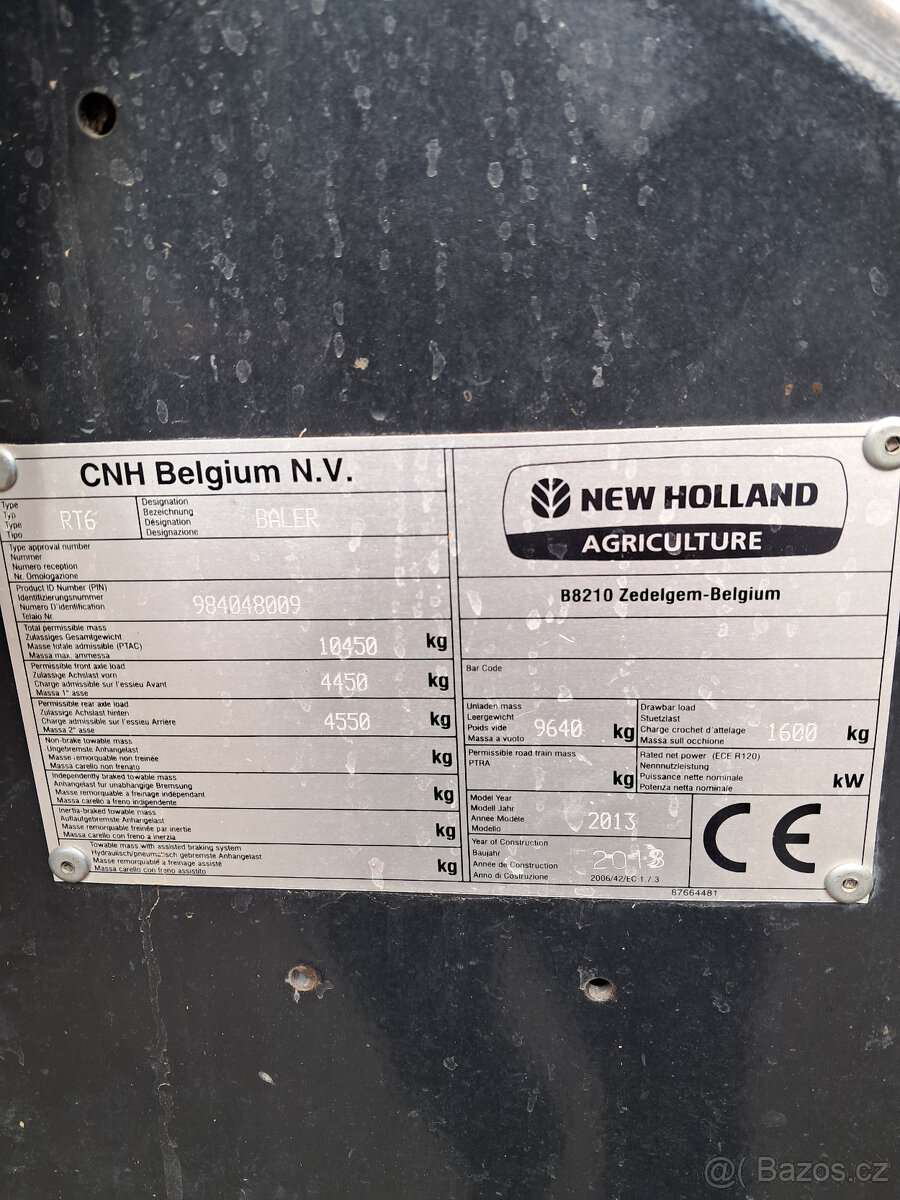 CNH Belgium N.V.
Type
Typ
Type
Tipo
RT6
Designation
Bezeichnung
Désignation
Designazione
BALER
Type approval number
Nummer
Numero reception
Nr. Omologazione
Product ID Number (PIN)
Identifizierungsnummer
Numero D'identification
Telaio Nr
984048009
Total permissible mass
Zulassiges Gesamtgewicht
Masse totale admissible (PTAC)
Massa max. ammessa
10450 kg
Permissible front axle load
Zulassige Achslast vorn
Charge admissible sur l'essieu Avant
Massa 1° asse
4450 kg
Permissible rear axle load
Zulassige Achslast hinten
Charge admissible sur l'essieu Arriére
Massa 2° asse
4550 kg
Non-brake towable mass
Ungebremste Anhangelast
Masse remorquable non freinée
Massa carello non frenato
kg
Independently braked towable mass
Anhangelast fur unabhangige Bremsung
Masse remorquable a freinage indépendant
Massa carello a freno indipendente
kg
Inertia-braked towable mass
Auflaufgebremste Anhangelast
Masse remorquable freinée par inertie
Massa carello con freno a inerzia
kg
Towable mass with assisted braking system
Hydraulisch/pneumatisch gebremste Anhangelast
Masse remorquable a freinage assisté
Massa carello con freno assistito
kg
NEW HOLLAND
AGRICULTURE
B8210 Zedelgem-Belgium
Bar Code
Unladen mass
Leergewicht
Poids vide
Massa a vuoto
9640 kg
Drawbar load
Stuetzlast
Charge crochet d'attelage
Massa sull occhione
1600 kg
Permissible road train mass
PTRA
kg
Rated net power (ECE R120)
Nennnutzleistung
Puissance nette nominale
Potenza netta nominale
kW
Model Year
Modell Jahr
Année Modèle
Modelio
2013
Year of Construction
Baujahr
Année de Construction
Anno di Costruzione
2006/42/EC 1.7.3
CE
87664481
@( Bazoš.cz